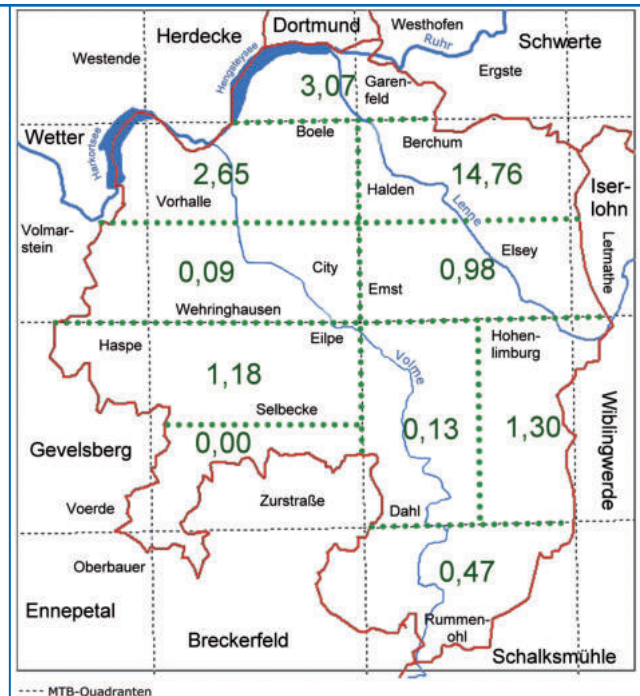 Herdecke
Dortmund
Westhofen
Ruhr
Schwerte
Westende
Hengsteysee
3,07
Garen-
feld
Ergste
Wetter
Harkortsee
Boele
Berchum
2,65
14,76
Iser-
lohn
Vorhalle
Halden
Lenne
Volmar-
stein
0,09
City
Elsey
0,98
Letmathe
Emst
Wehringhausen
Haspe
Eilpe
Hohen-
limburg
1,18
Volme
Selbecke
Gevelsberg
0,00
0,13
1,30
Wiblingwerde
Voerde
Zurstraße
Dahl
Oberbauer
0,47
Ennepetal
Breckerfeld
Rummen-
ohl
Schalksmühle
---- MTB-Quadranten